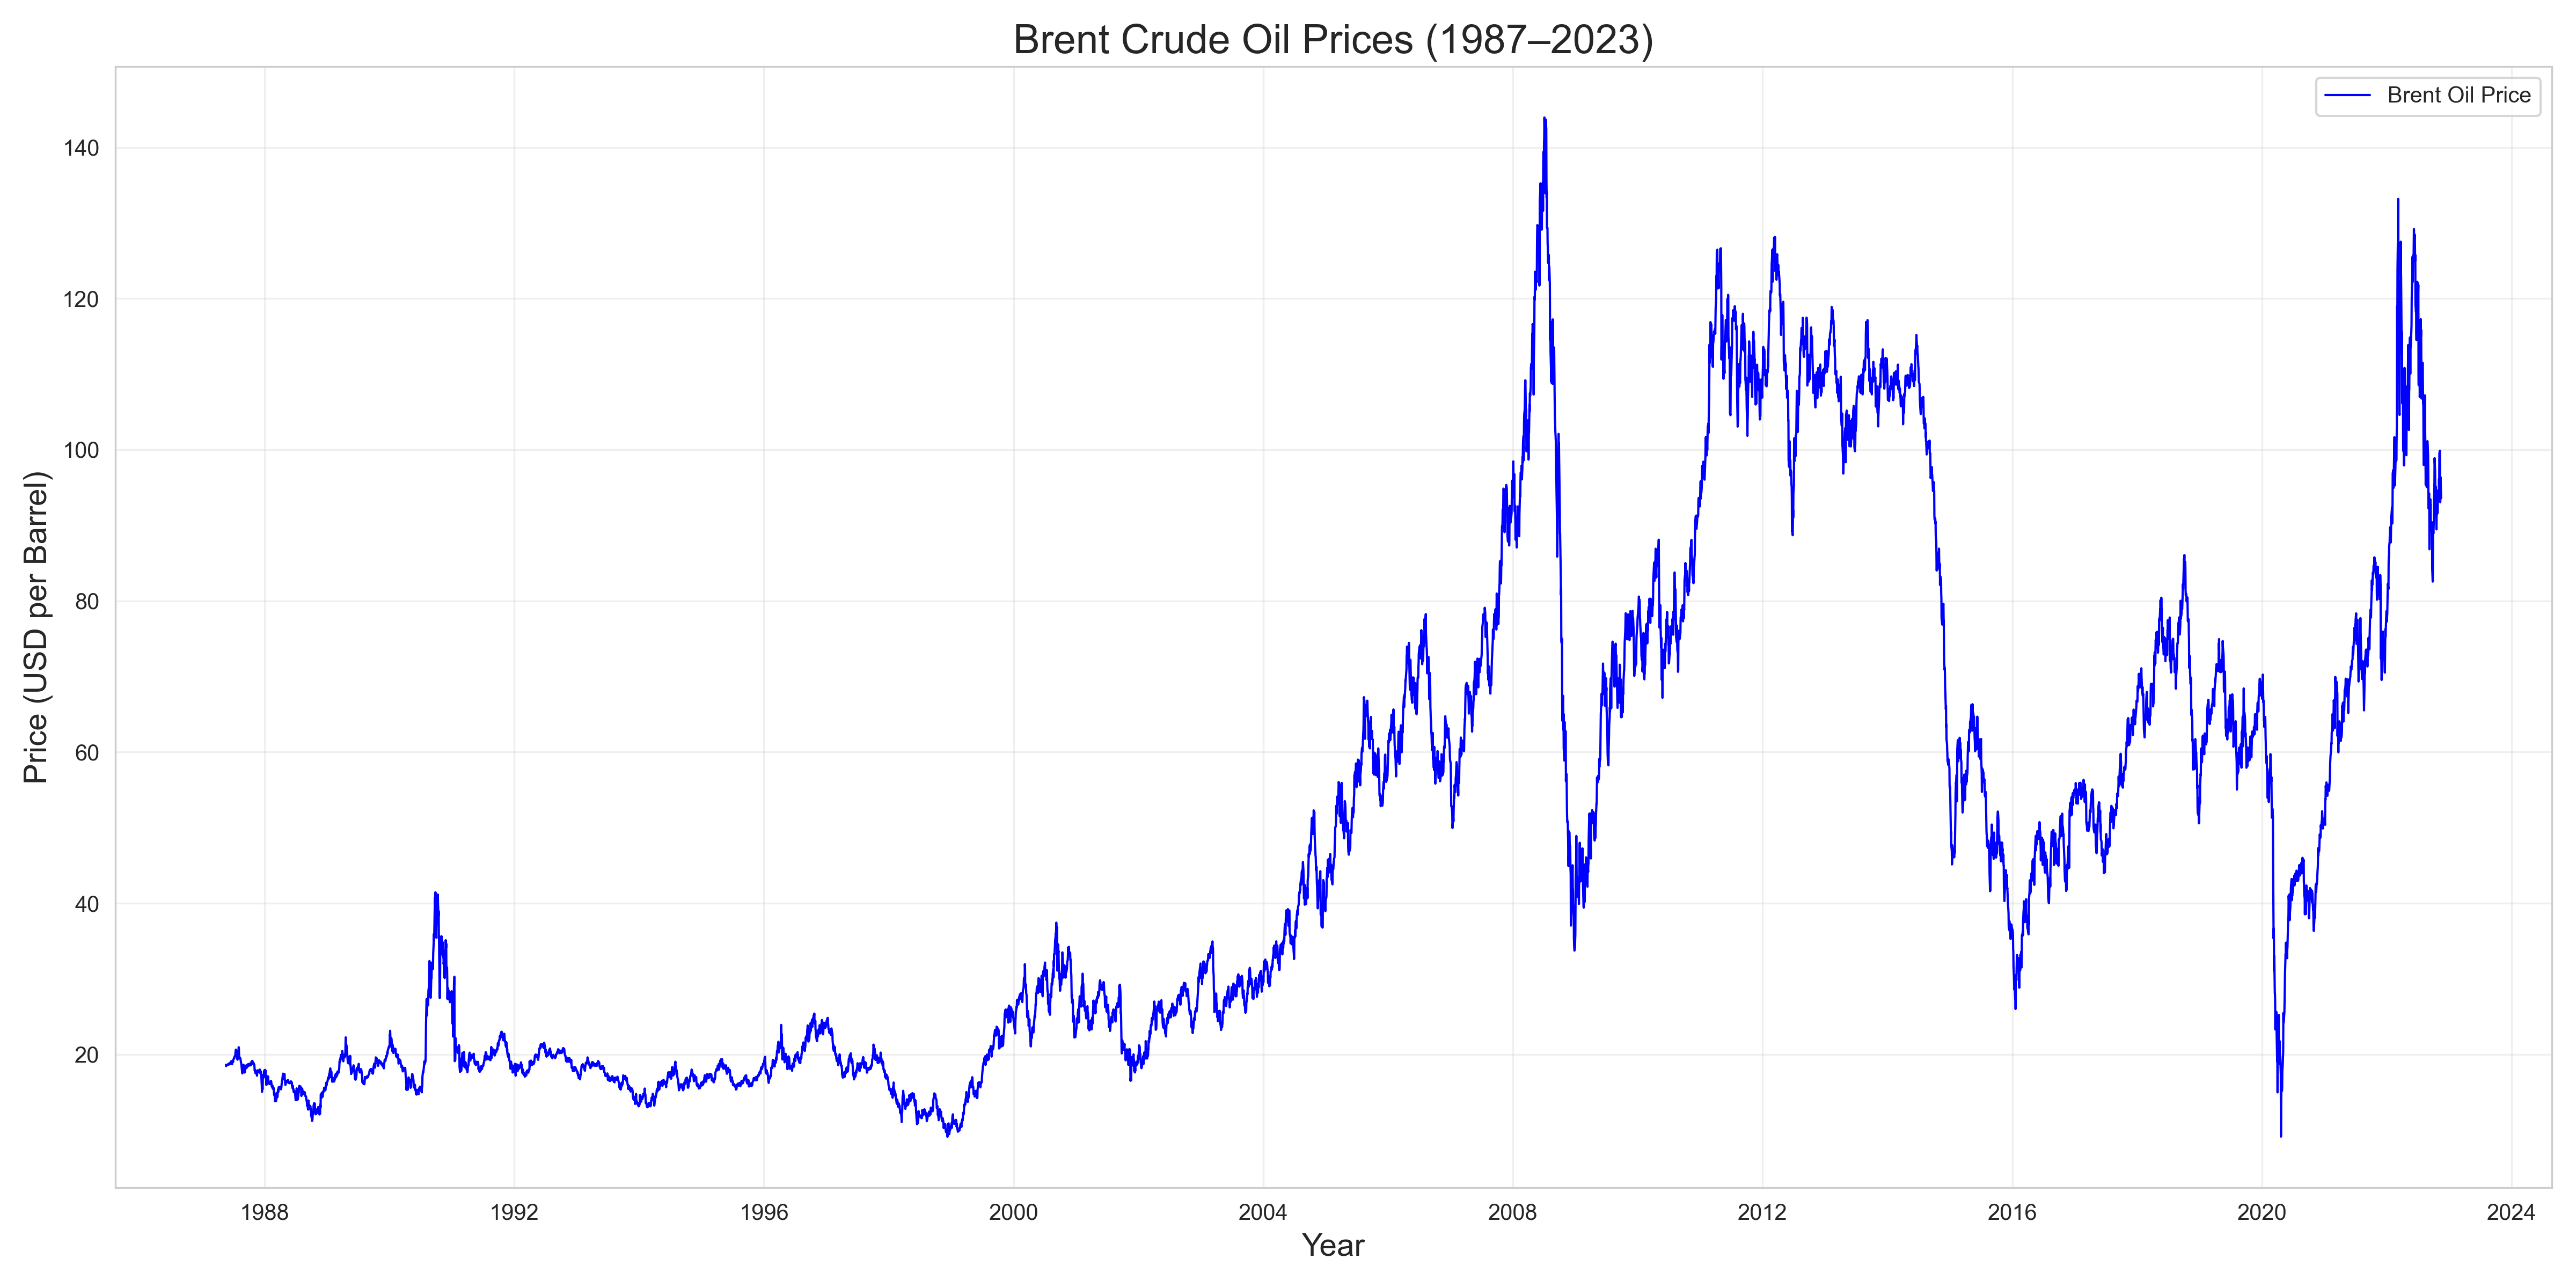 Brent Crude Oil Prices (1987–2023)
Brent Oil Price
Price (USD per Barrel)
140
120
100
80
60
40
20
1988 1992 1996 2000 2004 2008 2012 2016 2020 2024
Year